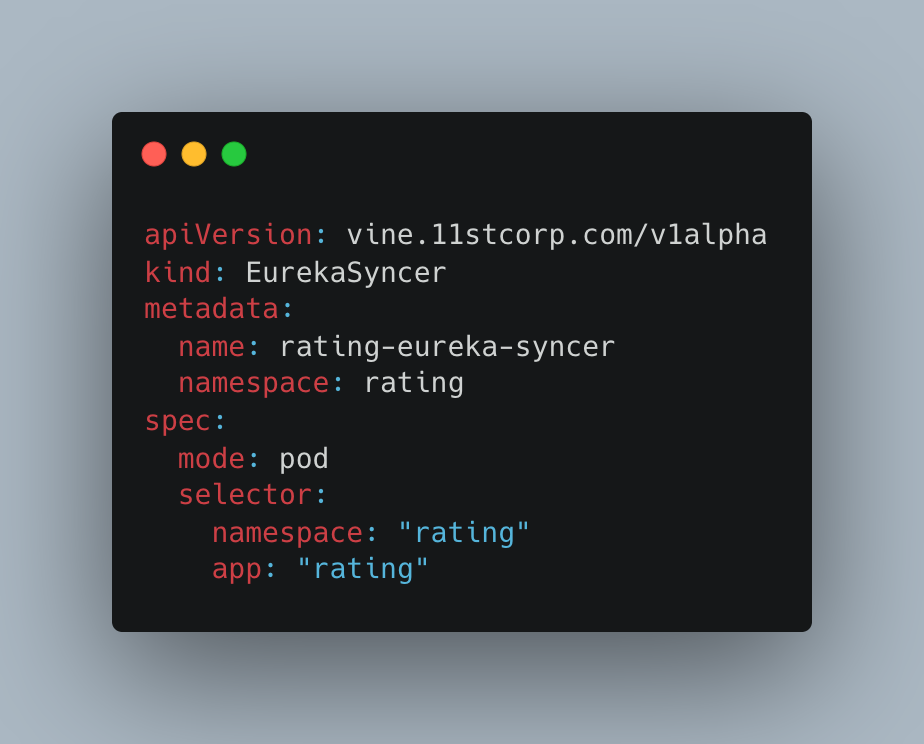 apiVersion: vine.11stcorp.com/v1alpha
kind: EurekaSyncer
metadata:
  name: rating-eureka-syncer
  namespace: rating
spec:
  mode: pod
  selector:
    namespace: "rating"
    app: "rating"